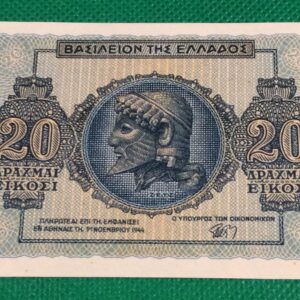 ΒΑΣΙΛΕΙΟΝ ΤΗΣ ΕΛΛΑΔΟΣ
20 20
ΔΡΑΧΜΑΙ ΔΡΑΧΜΑΙ
ΕΙΚΟΣΙ ΕΙΚΟΣΙ
ΠΛΗΡΩΤΕΑΙ ΕΠΙ ΤΗ ΕΜΦΑΝΙΣΕΙ Ο ΥΠΟΥΡΓΟΣ ΤΩΝ ΟΙΚΟΝΟΜΙΚΩΝ
ΕΝ ΑΘΗΝΑΙΣ ΤΗ, 9Η ΝΟΕΜΒΡΙΟΥ 1944